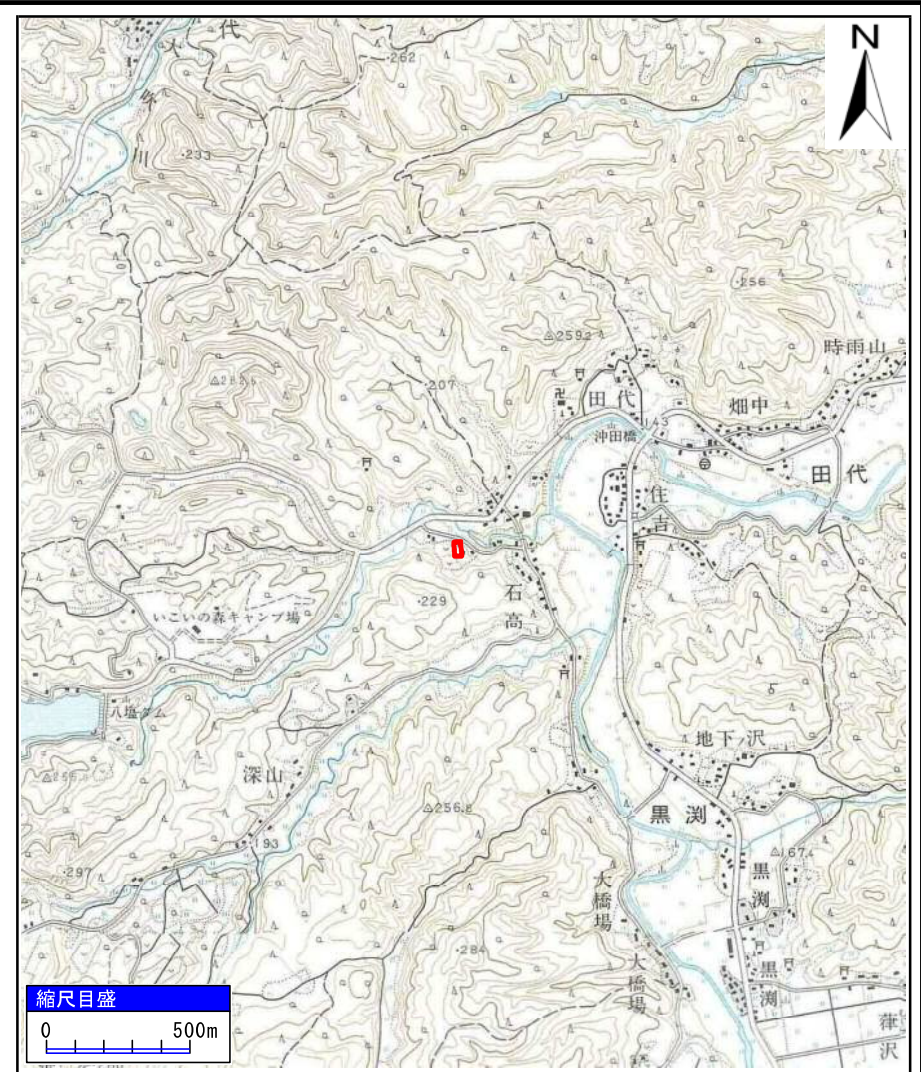 代
大
咲
川
・262
・233
N
・256
時雨山
△259.2
田代
畑中
・207
143
沖田橋
田代
住
吉
1
石
高
・229
いこいの森キャンプ場
八塩ダム
地下ノ沢
深山
△256.8
黒渕
193
△167.4
・297
黒
渕
大
橋
場
・284
大
橋
場
黒
渕
縮尺目盛
0 500m
沢